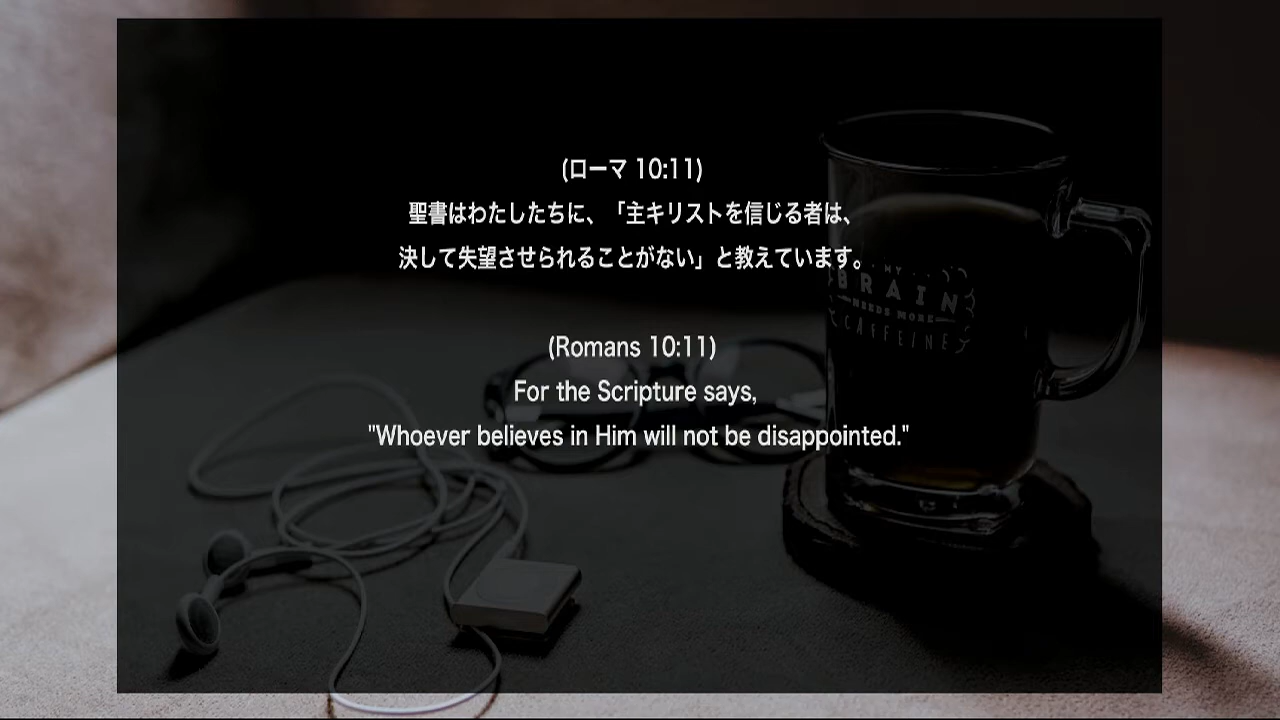 (ローマ 10:11)
聖書はわたしたちに、「主キリストを信じる者は、
決して失望させられることがない」と教えています。
(Romans 10:11)
For the Scripture says,
"Whoever believes in Him will not be disappointed."
MY
BRAIN
NEEDS MORE
CAFFEINE